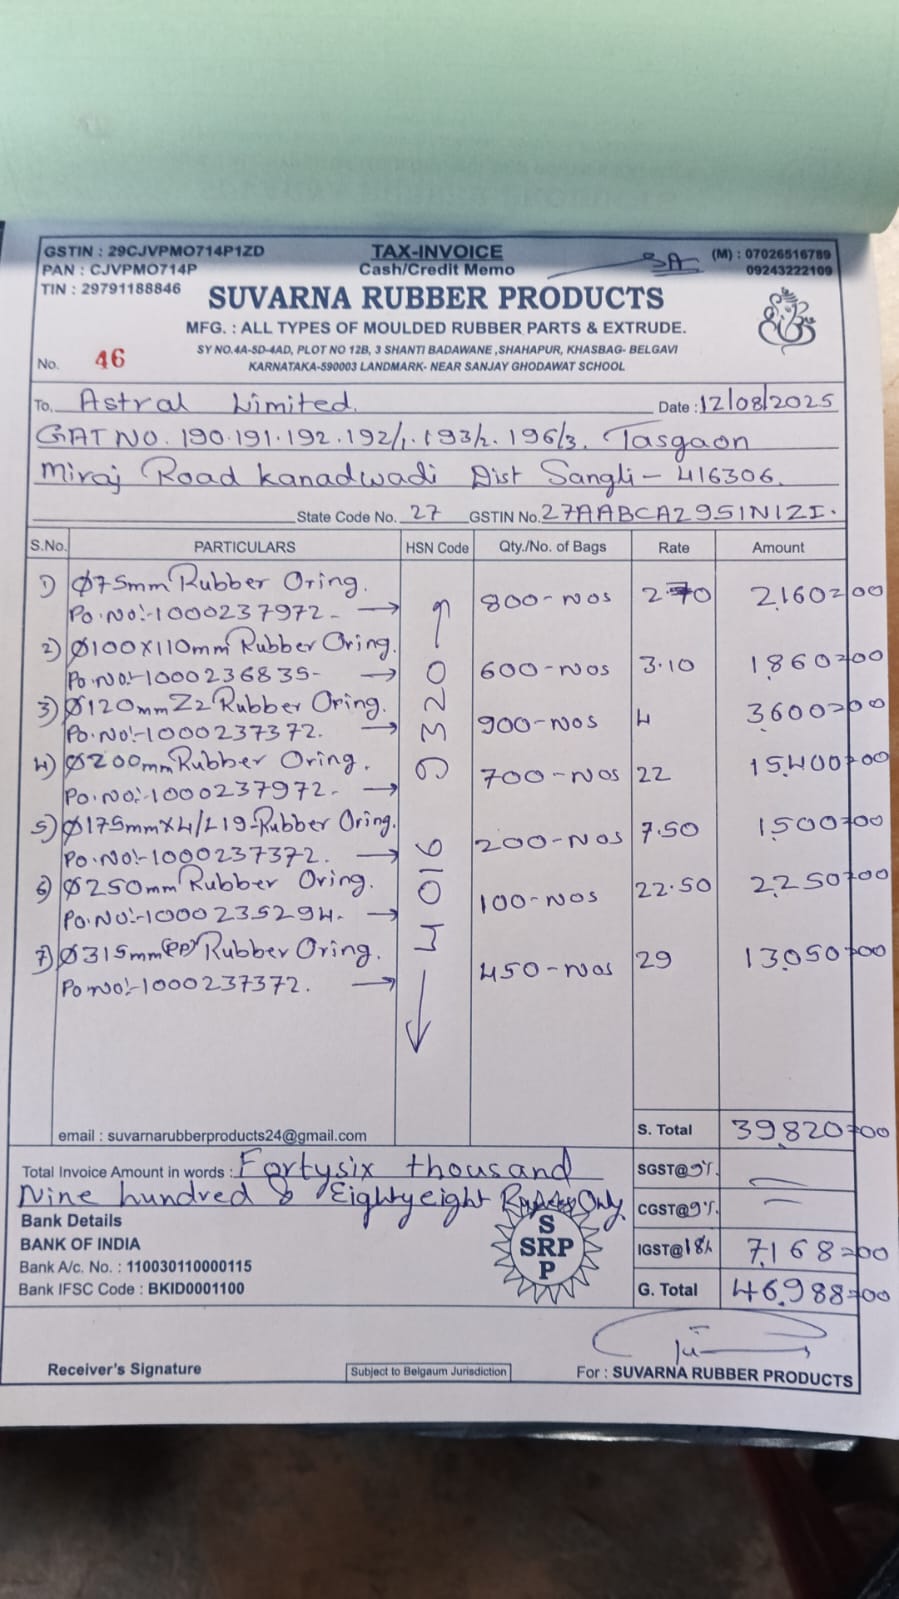 GSTIN : 29CJVPMO714P1ZD
TAX-INVOICE
(M) : 07026516789
PAN : CJVPMO714P
Cash/Credit Memo
09243222109
TIN : 29791188846
SUVARNA RUBBER PRODUCTS
MFG. : ALL TYPES OF MOULDED RUBBER PARTS & EXTRUDE.
SY NO.4A-5D-4AD, PLOT NO 12B, 3 SHANTI BADAWANE ,SHAHAPUR, KHASBAG- BELGAVI
No. 46
KARNATAKA-590003 LANDMARK- NEAR SANJAY GHODAWAT SCHOOL
To. Astral Limited. Date : 12/08/2025
GAT NO. 190.191.192.192/1.193/2.196/3. Tasgaon
Miraj Road Kanadwadi Dist Sangli - 416306.
State Code No. 27 GSTIN No. 27AABCA2951N1ZI.
S.No. PARTICULARS HSN Code Qty./No. of Bags Rate Amount
1) Ø75mm Rubber Oring. 800-Nos 2.70 2160=00
Po.No:-1000237972-
2) Ø100X110mm Rubber Oring. 600-Nos 3.10 1860=00
Po.No:-1000236835-
3) Ø120mm Z2 Rubber Oring. 900-Nos 4 3600=00
Po.No:-1000237372.
4) Ø200mm Rubber Oring. 700-Nos 22 15,400=00
Po.No:-1000237972-
5) Ø175mmX4/L19-Rubber Oring. 200-Nos 7.50 1500=00
Po.No:-1000237372.
6) Ø250mm Rubber Oring. 100-Nos 22.50 2250=00
Po.No:-1000235294-
7) Ø315mm(PP) Rubber Oring. 450-Nos 29 13,050=00
Po No:-1000237372.
4016 9320
S. Total 39,820=00
email : suvarnarubberproducts24@gmail.com
Total Invoice Amount in words : Fortysix thousand
SGST@9%
Nine hundred & Eightyeight Rupees Only
CGST@9%
Bank Details
BANK OF INDIA
IGST@18% 7,168=00
Bank A/c. No. : 110030110000115
Bank IFSC Code : BKID0001100
G. Total 46,988=00
S
SRP
P
Receiver's Signature
Subject to Belgaum Jurisdiction
For : SUVARNA RUBBER PRODUCTS